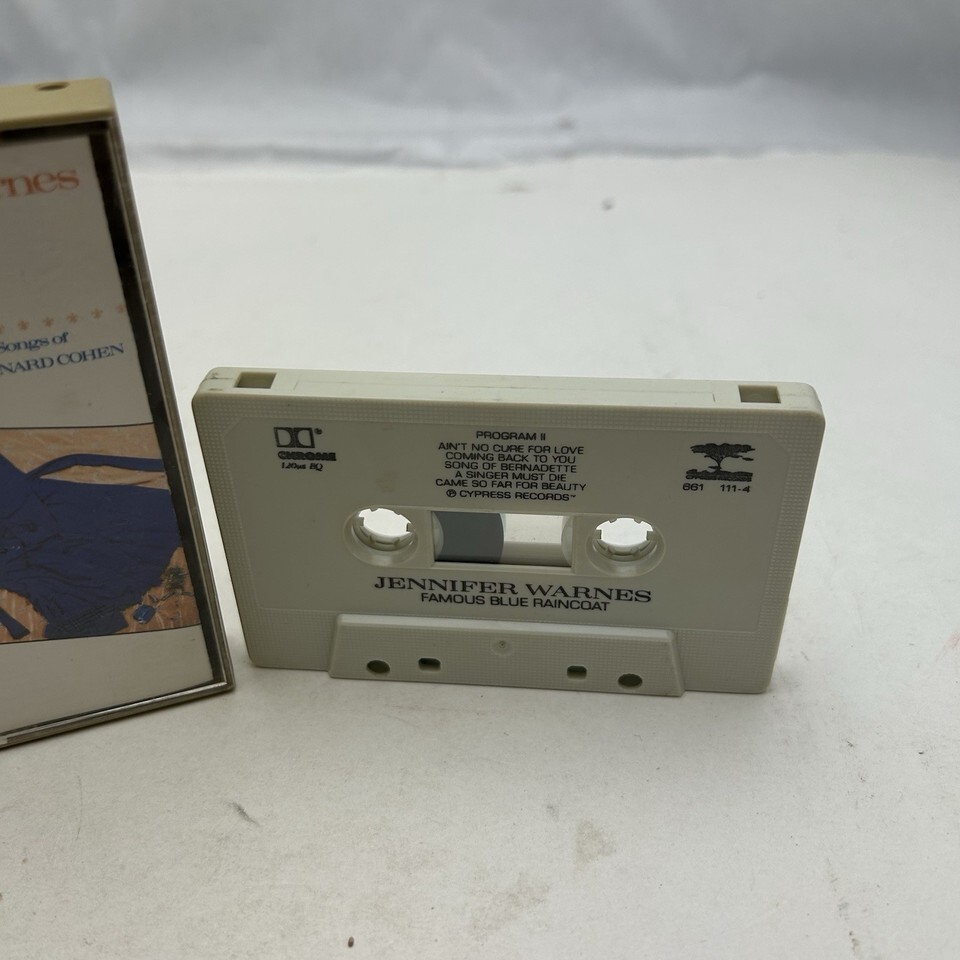 rnes
Songs of
NARD COHEN
CHROME
120us EQ
PROGRAM II
AIN'T NO CURE FOR LOVE
COMING BACK TO YOU
SONG OF BERNADETTE
A SINGER MUST DIE
CAME SO FAR FOR BEAUTY
℗ CYPRESS RECORDS™
661 111-4
JENNIFER WARNES
FAMOUS BLUE RAINCOAT